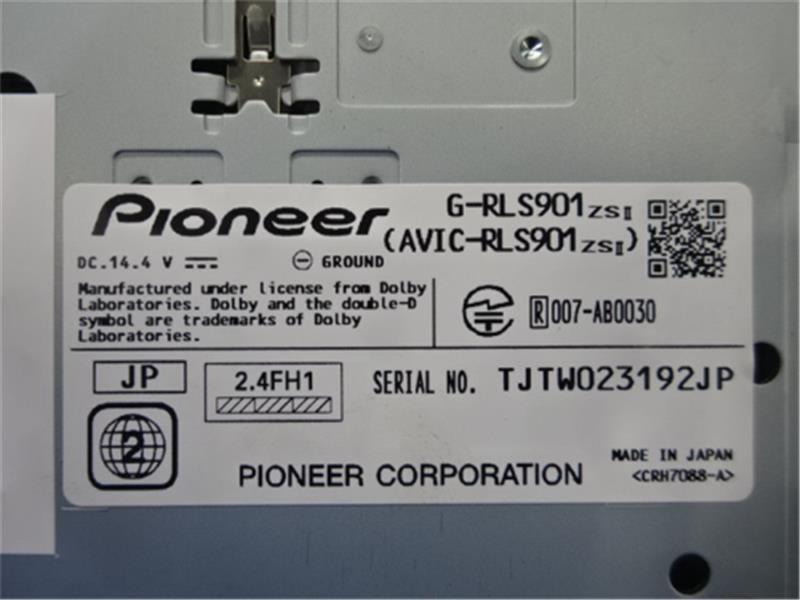 Pioneer
G-RLS901ZSⅡ
(AVIC-RLS901ZSⅡ)
DC.14.4 V
GROUND
Manufactured under license from Dolby
Laboratories. Dolby and the double-D
symbol are trademarks of Dolby
Laboratories.
R 007-AB0030
JP
2.4FH1
SERIAL NO. TJTW023192JP
2
PIONEER CORPORATION
MADE IN JAPAN
<CRH7088-A>